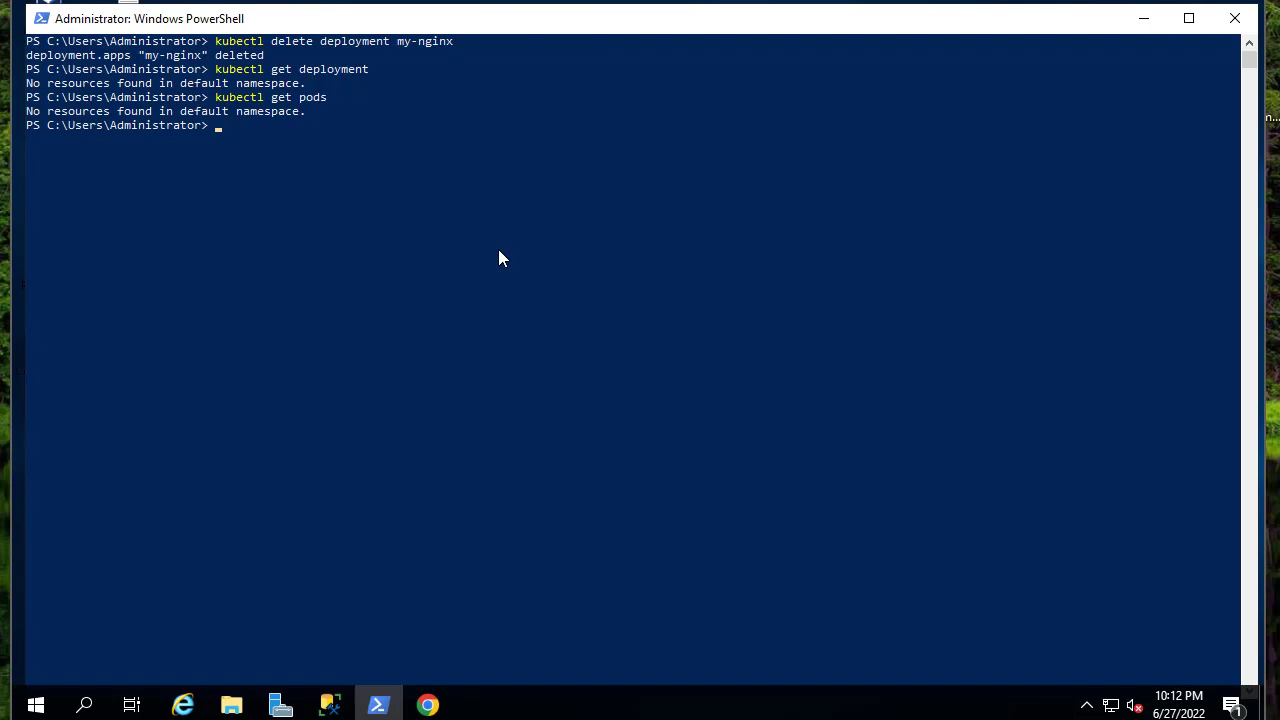 Administrator: Windows PowerShell
PS C:\Users\Administrator> kubectl delete deployment my-nginx
deployment.apps "my-nginx" deleted
PS C:\Users\Administrator> kubectl get deployment
No resources found in default namespace.
PS C:\Users\Administrator> kubectl get pods
No resources found in default namespace.
PS C:\Users\Administrator>
n...
10:12 PM
6/27/2022
1